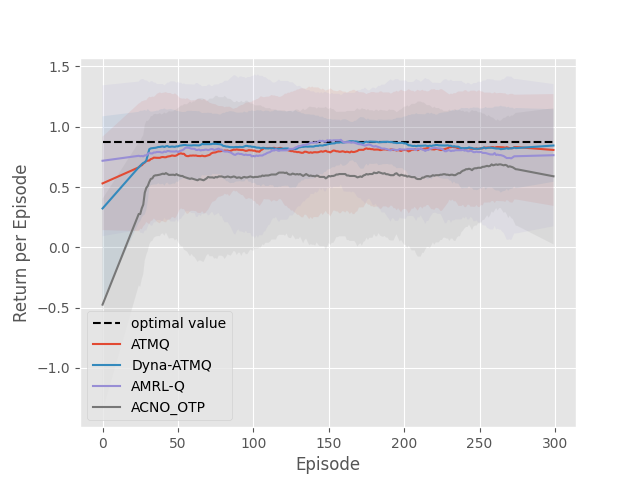 1.5
1.0
0.5
0.0
−0.5
−1.0
Return per Episode
optimal value
ATMQ
Dyna-ATMQ
AMRL-Q
ACNO_OTP
0 50 100 150 200 250 300
Episode